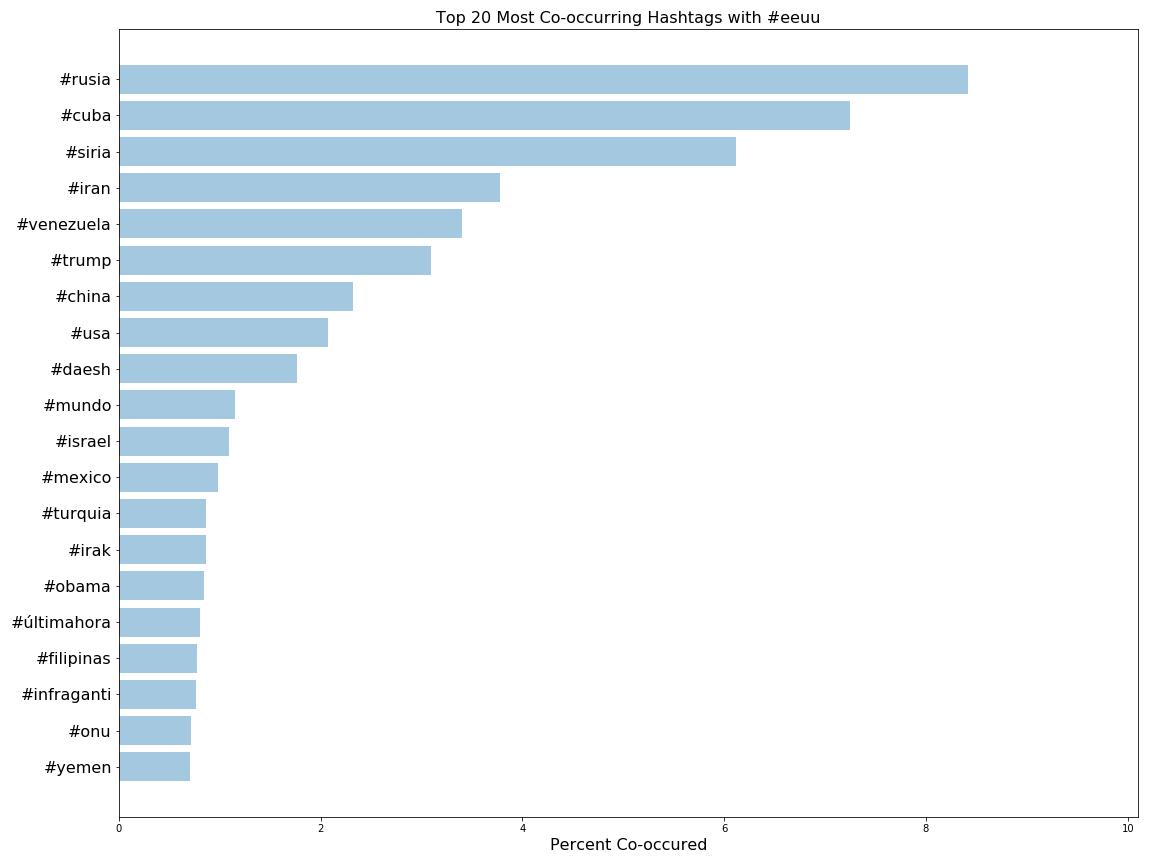 Top 20 Most Co-occurring Hashtags with #eeuu
#rusia
#cuba
#siria
#iran
#venezuela
#trump
#china
#usa
#daesh
#mundo
#israel
#mexico
#turquia
#irak
#obama
#últimahora
#filipinas
#infraganti
#onu
#yemen
0 2 4 6 8 10
Percent Co-occured